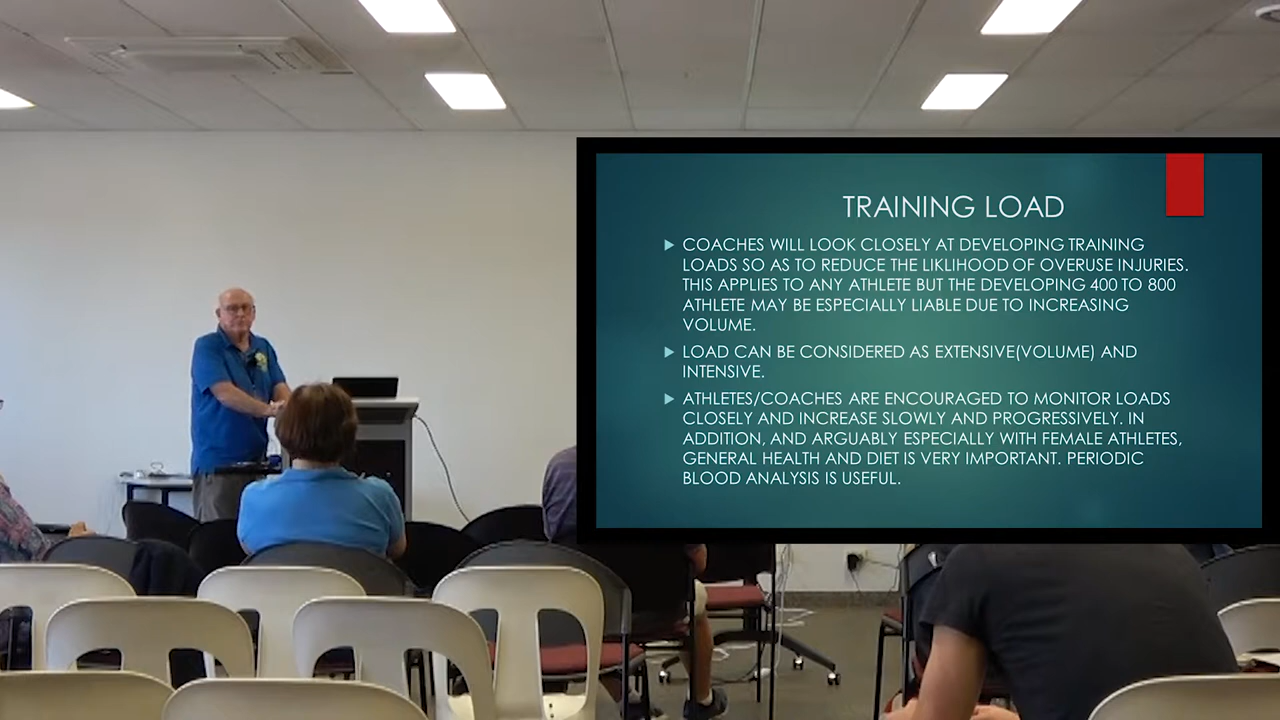 TRAINING LOAD
COACHES WILL LOOK CLOSELY AT DEVELOPING TRAINING
LOADS SO AS TO REDUCE THE LIKLIHOOD OF OVERUSE INJURIES.
THIS APPLIES TO ANY ATHLETE BUT THE DEVELOPING 400 TO 800
ATHLETE MAY BE ESPECIALLY LIABLE DUE TO INCREASING
VOLUME.
LOAD CAN BE CONSIDERED AS EXTENSIVE(VOLUME) AND
INTENSIVE.
ATHLETES/COACHES ARE ENCOURAGED TO MONITOR LOADS
CLOSELY AND INCREASE SLOWLY AND PROGRESSIVELY. IN
ADDITION, AND ARGUABLY ESPECIALLY WITH FEMALE ATHLETES,
GENERAL HEALTH AND DIET IS VERY IMPORTANT. PERIODIC
BLOOD ANALYSIS IS USEFUL.